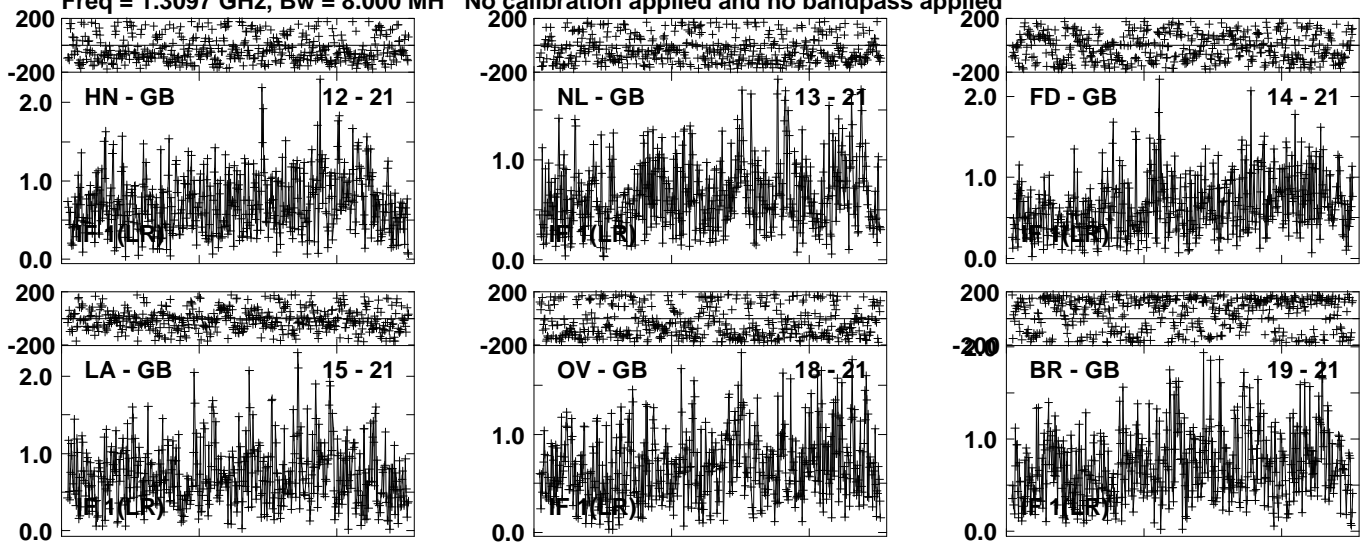 Freq = 1.3097 GHz, Bw = 8.000 MH No calibration applied and no bandpass applied
200
-200
HN - GB 12 - 21
2.0
1.0
IF 1(LR)
0.0
NL - GB 13 - 21
1.0
IF 1(LR)
0.0
200
-200
FD - GB 14 - 21
2.0
1.0
IF 1(LR)
0.0
200
-200
LA - GB 15 - 21
2.0
1.0
IF 1(LR)
0.0
OV - GB 18 - 21
1.0
IF 1(LR)
0.0
200
-200
2.0
BR - GB 19 - 21
1.0
IF 1(LR)
0.0